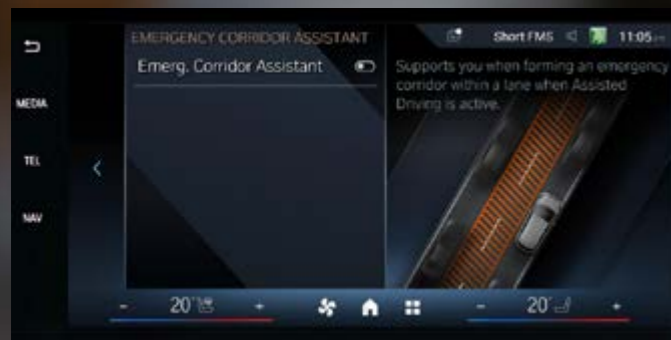 EMERGENCY CORRIDOR ASSISTANT
Short FMS
11:05
Emerg. Corridor Assistant
Supports you when forming an emergency
corridor within a lane when Assisted
Driving is active.
MEDIA
TEL
NAV
- 20° +
- 20° +